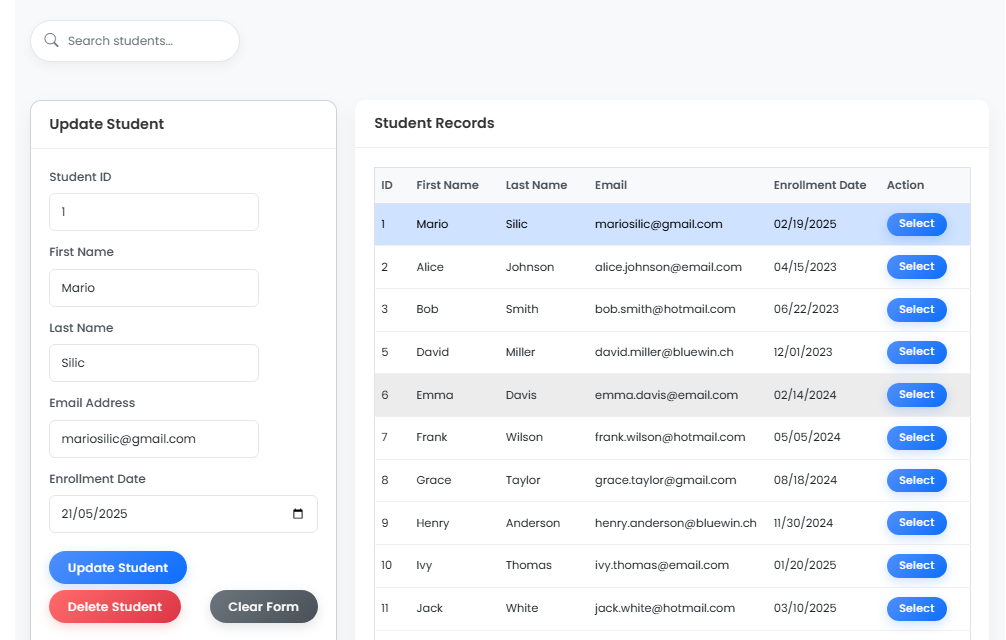 Search students...
Update Student
Student ID
1
First Name
Mario
Last Name
Silic
Email Address
mariosilic@gmail.com
Enrollment Date
21/05/2025
Update Student
Delete Student Clear Form
Student Records
ID First Name Last Name Email Enrollment Date Action
1 Mario Silic mariosilic@gmail.com 02/19/2025 Select
2 Alice Johnson alice.johnson@email.com 04/15/2023 Select
3 Bob Smith bob.smith@hotmail.com 06/22/2023 Select
5 David Miller david.miller@bluewin.ch 12/01/2023 Select
6 Emma Davis emma.davis@email.com 02/14/2024 Select
7 Frank Wilson frank.wilson@hotmail.com 05/05/2024 Select
8 Grace Taylor grace.taylor@gmail.com 08/18/2024 Select
9 Henry Anderson henry.anderson@bluewin.ch 11/30/2024 Select
10 Ivy Thomas ivy.thomas@email.com 01/20/2025 Select
11 Jack White jack.white@hotmail.com 03/10/2025 Select